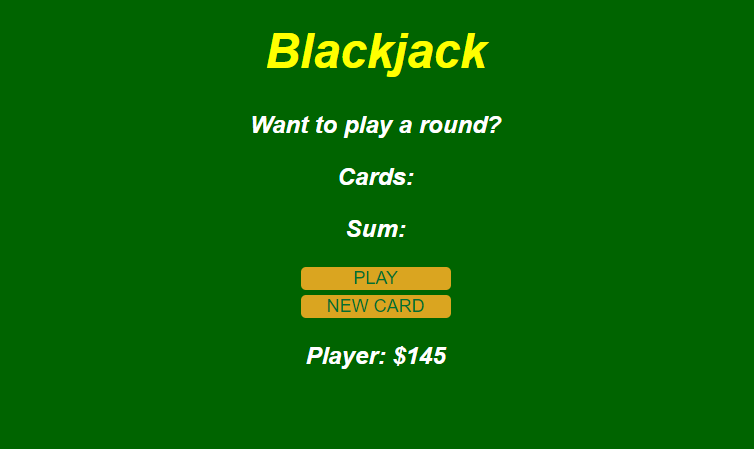 Blackjack
Want to play a round?
Cards:
Sum:
PLAY
NEW CARD
Player: $145